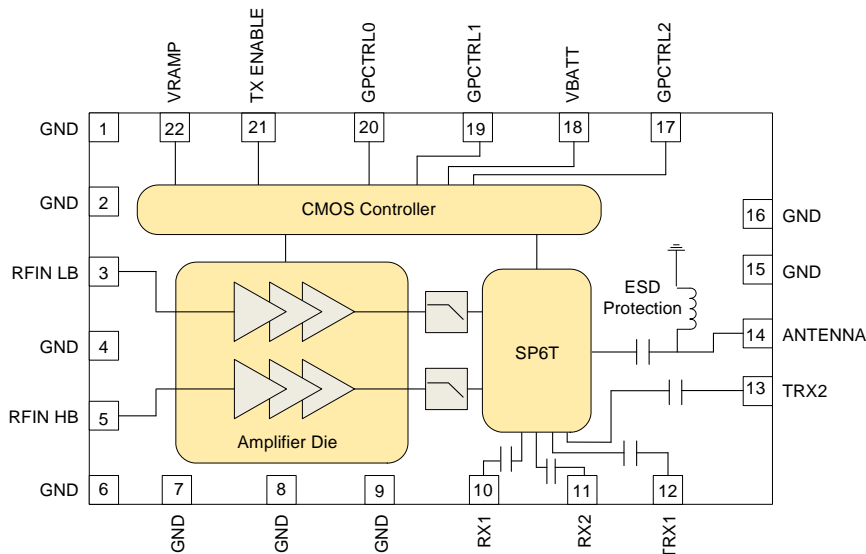 VRAMP
TX ENABLE
GPCTRL0
GPCTRL1
VBATT
GPCTRL2
GND 1
22
21
20
19
18
17
GND 2
CMOS Controller
16 GND
RFIN LB 3
ESD
Protection
15 GND
GND 4
SP6T
14 ANTENNA
13 TRX2
RFIN HB 5
Amplifier Die
GND 6
7
8
9
10
11
12
GND
GND
GND
RX1
RX2
TRX1